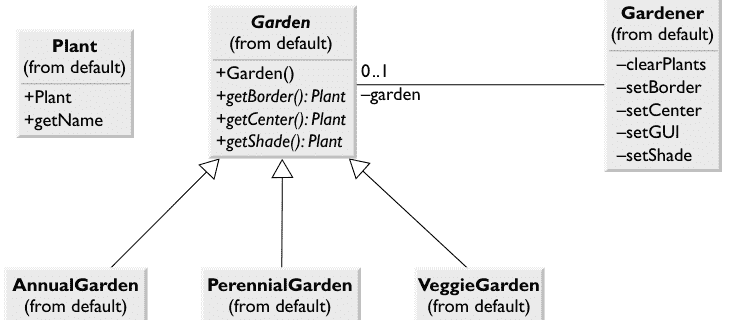 Plant
(from default)
+Plant
+getName
Garden
(from default)
+Garden()
+getBorder(): Plant
+getCenter(): Plant
+getShade(): Plant
0..1
–garden
Gardener
(from default)
–clearPlants
–setBorder
–setCenter
–setGUI
–setShade
AnnualGarden
(from default)
PerennialGarden
(from default)
VeggieGarden
(from default)